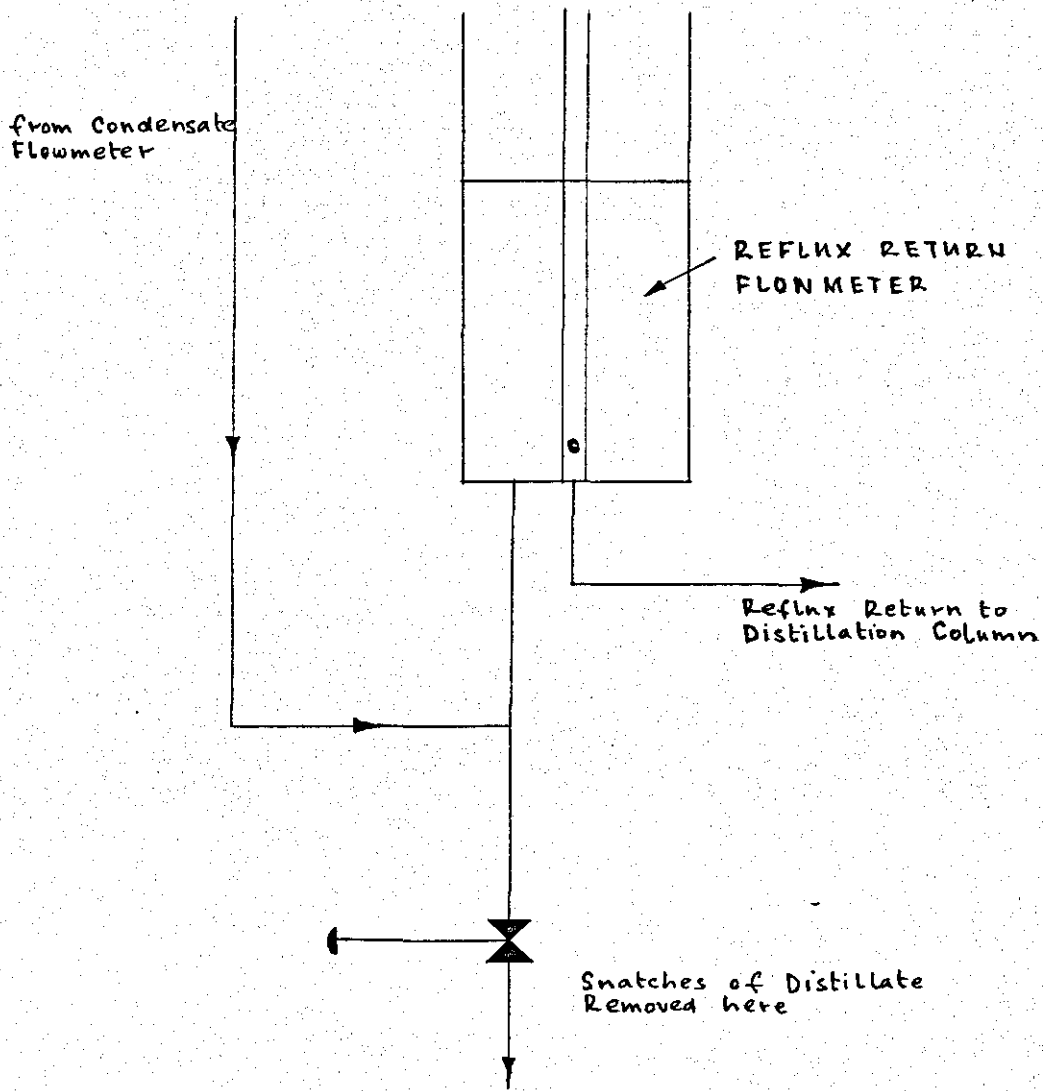 from Condensate
Flowmeter
REFLUX RETURN
FLOWMETER
Reflux Return to
Distillation Column
Snatches of Distillate
Removed here